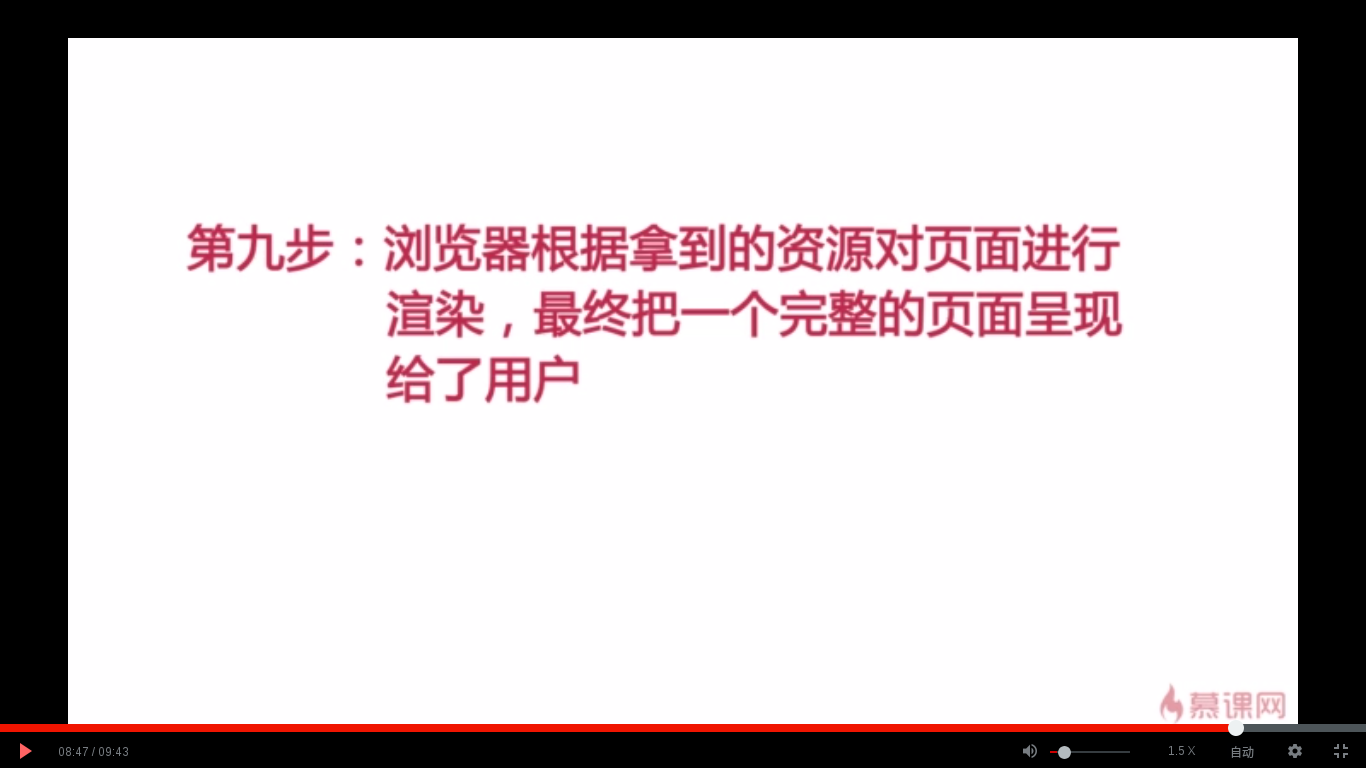 第九步：浏览器根据拿到的资源对页面进行
渲染，最终把一个完整的页面呈现
给了用户
慕课网
08:47 / 09:43
1.5 X
自动